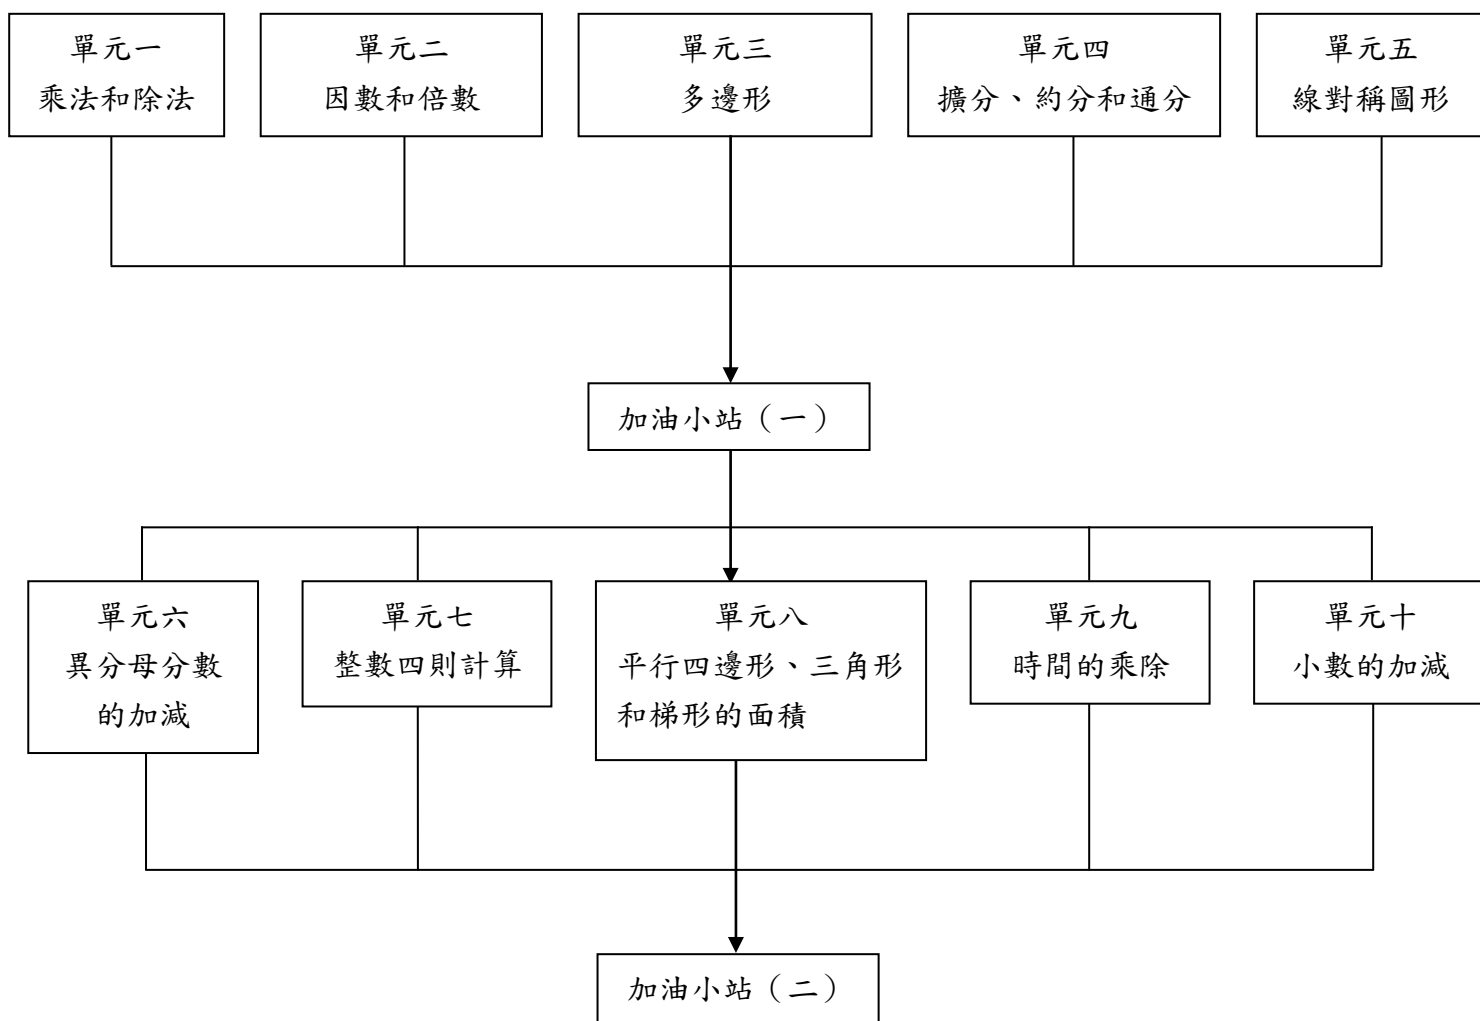 單元一
乘法和除法
單元二
因數和倍數
單元三
多邊形
單元四
擴分、約分和通分
單元五
線對稱圖形
加油小站（一）
單元六
異分母分數
的加減
單元七
整數四則計算
單元八
平行四邊形、三角形
和梯形的面積
單元九
時間的乘除
單元十
小數的加減
加油小站（二）